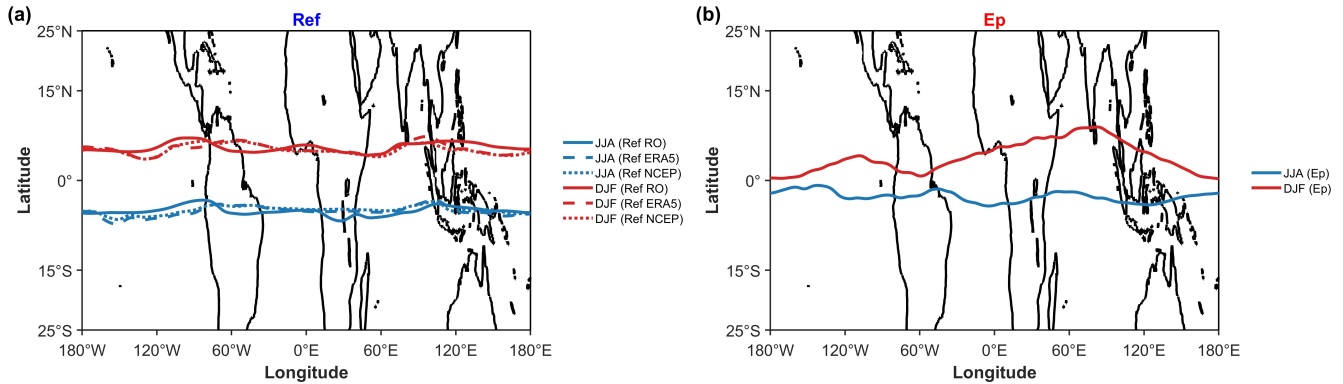 (a)
Ref
25°N
15°N
0°
15°S
25°S
Latitude
180°W 120°W 60°W 0°E 60°E 120°E 180°E
Longitude
JJA (Ref RO)
JJA (Ref ERA5)
JJA (Ref NCEP)
DJF (Ref RO)
DJF (Ref ERA5)
DJF (Ref NCEP)
(b)
Ep
25°N
15°N
0°
15°S
25°S
Latitude
180°W 120°W 60°W 0°E 60°E 120°E 180°E
Longitude
JJA (Ep)
DJF (Ep)